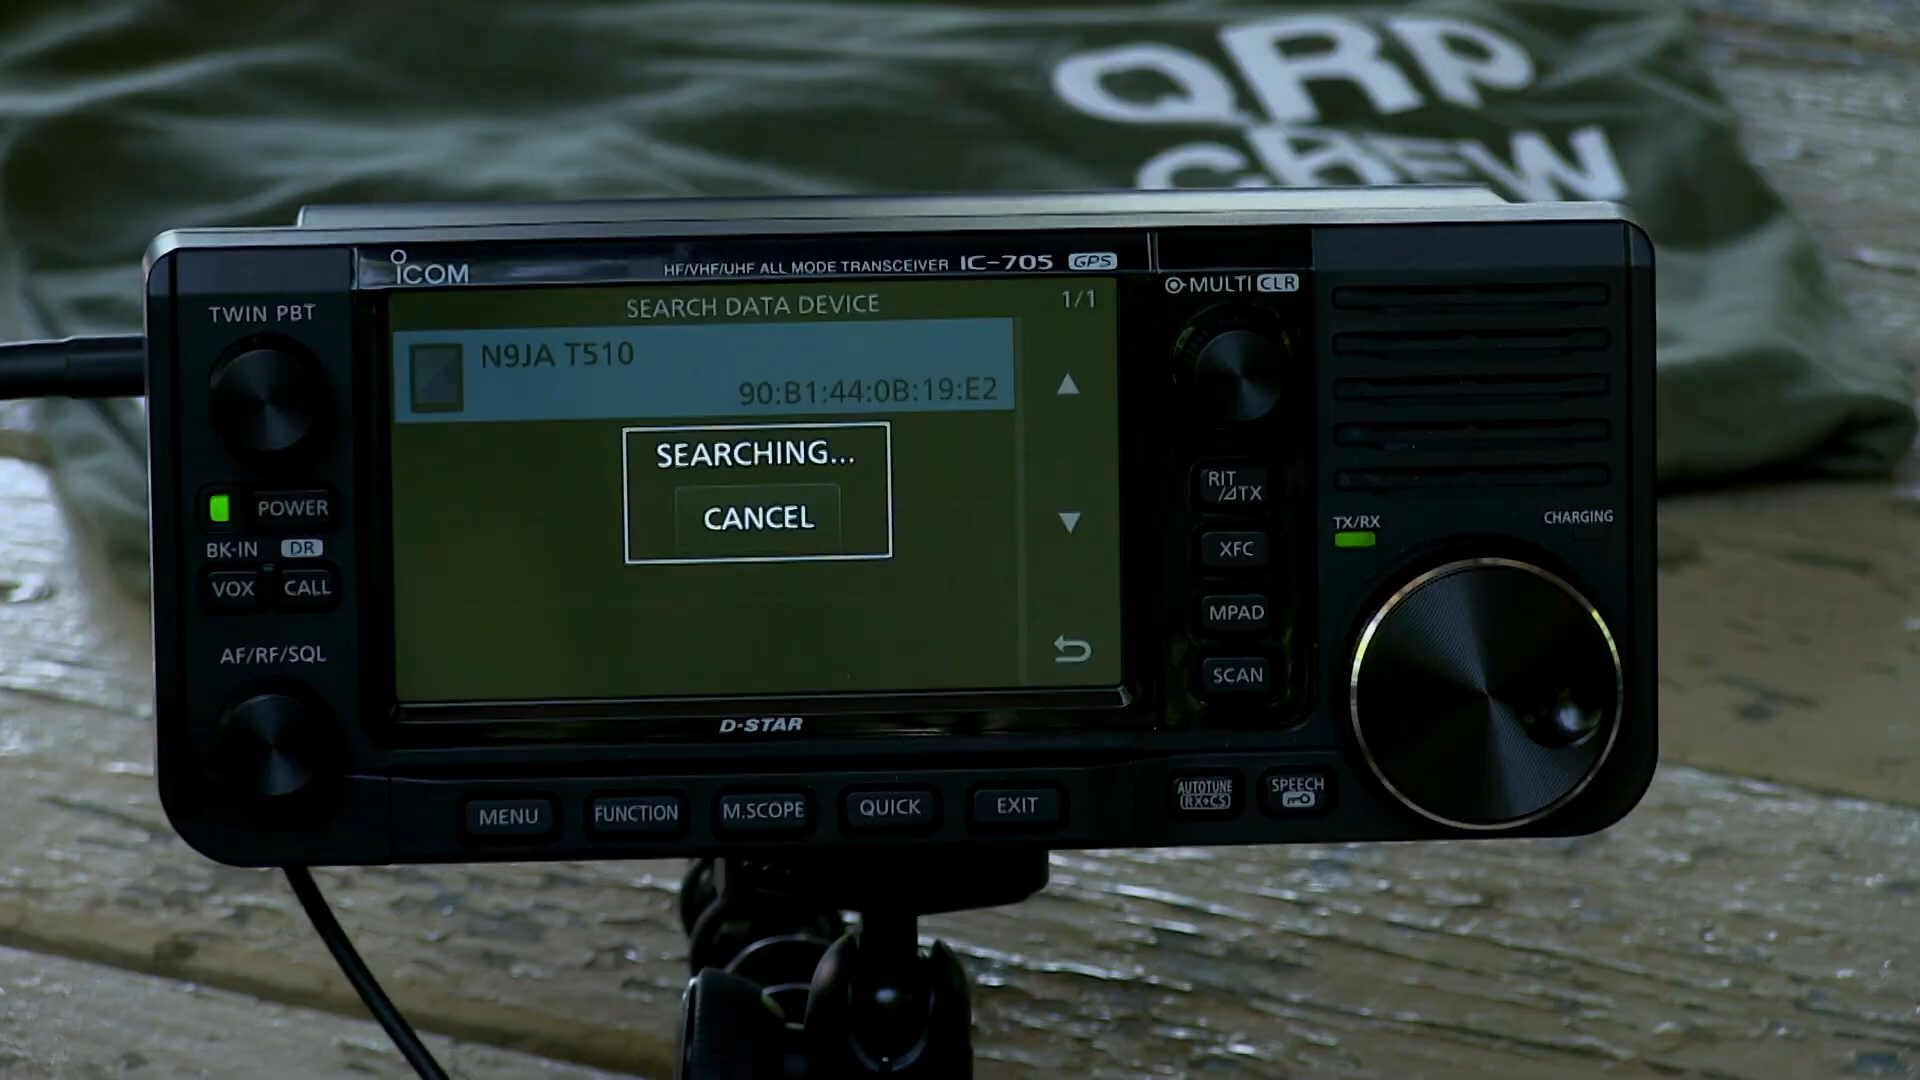 QRP
CREW
ICOM
HF/VHF/UHF ALL MODE TRANSCEIVER IC-705 GPS
MULTI CLR
TWIN PBT
SEARCH DATA DEVICE
1/1
N9JA T510
90:B1:44:0B:19:E2
SEARCHING...
CANCEL
POWER
BK-IN DR
VOX CALL
AF/RF/SQL
RIT
/⊿TX
XFC
MPAD
SCAN
TX/RX
CHARGING
D-STAR
MENU FUNCTION M.SCOPE QUICK EXIT
AUTOTUNE
RX→CS
SPEECH